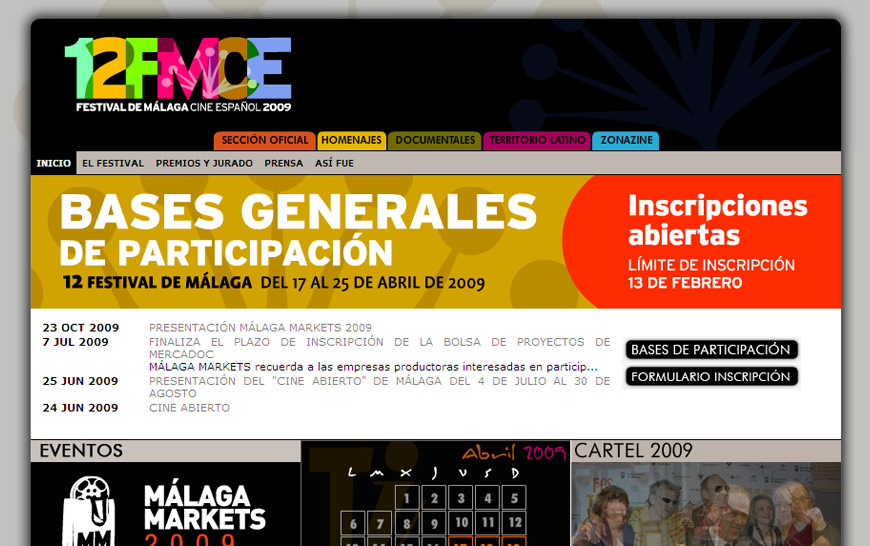 12FMCE
FESTIVAL DE MÁLAGA CINE ESPAÑOL 2009
SECCIÓN OFICIAL HOMENAJES DOCUMENTALES TERRITORIO LATINO ZONAZINE
INICIO EL FESTIVAL PREMIOS Y JURADO PRENSA ASÍ FUE
BASES GENERALES
DE PARTICIPACIÓN
12 FESTIVAL DE MÁLAGA DEL 17 AL 25 DE ABRIL DE 2009
Inscripciones
abiertas
LÍMITE DE INSCRIPCIÓN
13 DE FEBRERO
23 OCT 2009 PRESENTACIÓN MÁLAGA MARKETS 2009
7 JUL 2009 FINALIZA EL PLAZO DE INSCRIPCIÓN DE LA BOLSA DE PROYECTOS DE
MERCADOC
MÁLAGA MARKETS recuerda a las empresas productoras interesadas en particip...
25 JUN 2009 PRESENTACIÓN DEL "CINE ABIERTO" DE MÁLAGA DEL 4 DE JULIO AL 30 DE
AGOSTO
24 JUN 2009 CINE ABIERTO
BASES DE PARTICIPACIÓN
FORMULARIO INSCRIPCIÓN
EVENTOS
MÁLAGA
MARKETS
2009
MM
Abril 2009
L M X J V S D
1 2 3 4 5
6 7 8 9 10 11 12
CARTEL 2009